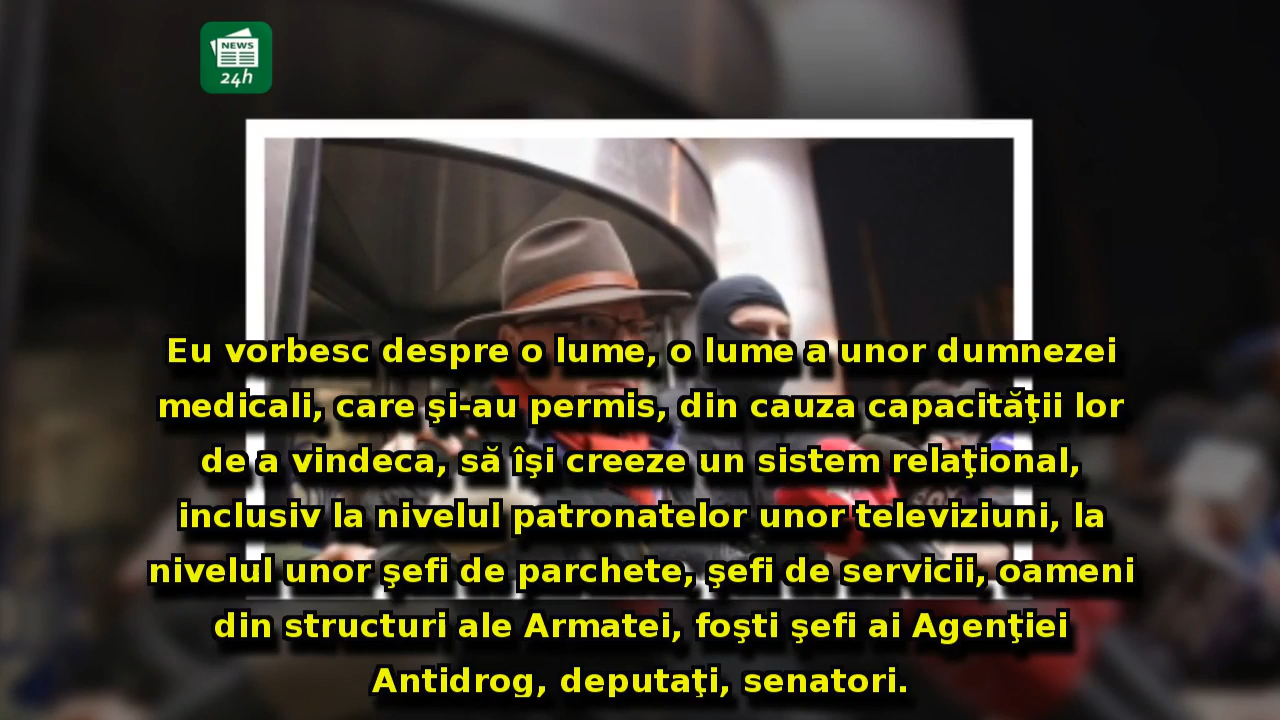 NEWS
24h
Eu vorbesc despre o lume, o lume a unor dumnezei
medicali, care şi-au permis, din cauza capacităţii lor
de a vindeca, să îşi creeze un sistem relaţional,
inclusiv la nivelul patronatelor unor televiziuni, la
nivelul unor şefi de parchete, şefi de servicii, oameni
din structuri ale Armatei, foşti şefi ai Agenţiei
Antidrog, deputaţi, senatori.